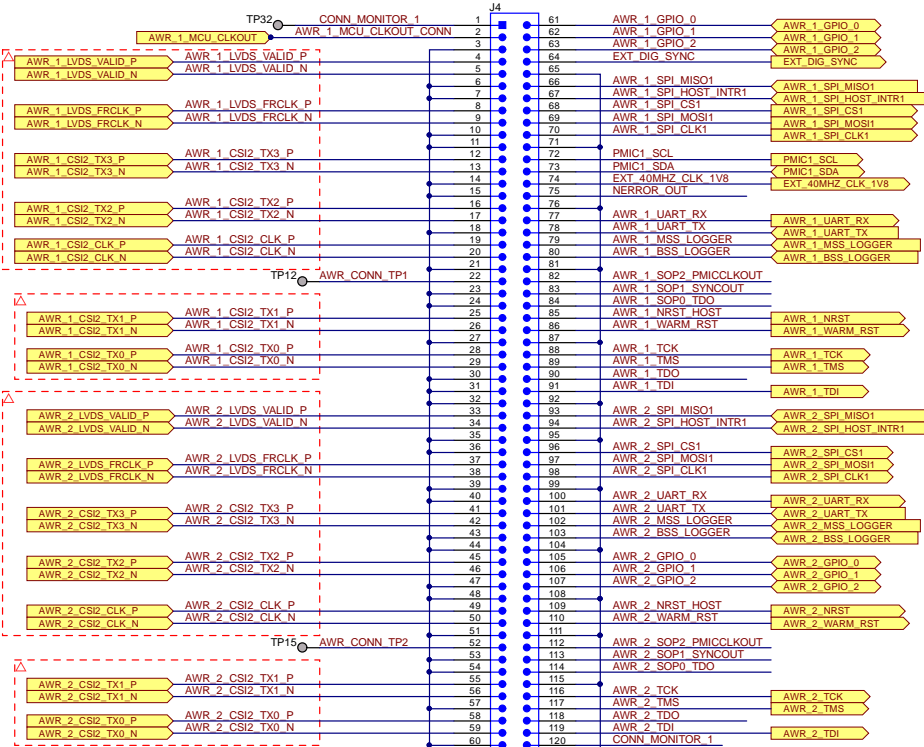 J4
TP32 CONN_MONITOR_1 1 61 AWR_1_GPIO_0 AWR_1_GPIO_0
AWR_1_MCU_CLKOUT AWR_1_MCU_CLKOUT_CONN 2 62 AWR_1_GPIO_1 AWR_1_GPIO_1
3 63 AWR_1_GPIO_2 AWR_1_GPIO_2
AWR_1_LVDS_VALID_P AWR_1_LVDS_VALID_P 4 64 EXT_DIG_SYNC EXT_DIG_SYNC
AWR_1_LVDS_VALID_N AWR_1_LVDS_VALID_N 5 65
6 66 AWR_1_SPI_MISO1 AWR_1_SPI_MISO1
7 67 AWR_1_SPI_HOST_INTR1 AWR_1_SPI_HOST_INTR1
AWR_1_LVDS_FRCLK_P AWR_1_LVDS_FRCLK_P 8 68 AWR_1_SPI_CS1 AWR_1_SPI_CS1
AWR_1_LVDS_FRCLK_N AWR_1_LVDS_FRCLK_N 9 69 AWR_1_SPI_MOSI1 AWR_1_SPI_MOSI1
10 70 AWR_1_SPI_CLK1 AWR_1_SPI_CLK1
11 71
AWR_1_CSI2_TX3_P AWR_1_CSI2_TX3_P 12 72 PMIC1_SCL PMIC1_SCL
AWR_1_CSI2_TX3_N AWR_1_CSI2_TX3_N 13 73 PMIC1_SDA PMIC1_SDA
14 74 EXT_40MHZ_CLK_1V8 EXT_40MHZ_CLK_1V8
15 75 NERROR_OUT
AWR_1_CSI2_TX2_P AWR_1_CSI2_TX2_P 16 76
AWR_1_CSI2_TX2_N AWR_1_CSI2_TX2_N 17 77 AWR_1_UART_RX AWR_1_UART_RX
18 78 AWR_1_UART_TX AWR_1_UART_TX
AWR_1_CSI2_CLK_P AWR_1_CSI2_CLK_P 19 79 AWR_1_MSS_LOGGER AWR_1_MSS_LOGGER
AWR_1_CSI2_CLK_N AWR_1_CSI2_CLK_N 20 80 AWR_1_BSS_LOGGER AWR_1_BSS_LOGGER
21 81
TP12 AWR_CONN_TP1 22 82 AWR_1_SOP2_PMICCLKOUT
23 83 AWR_1_SOP1_SYNCOUT
24 84 AWR_1_SOP0_TDO
AWR_1_CSI2_TX1_P AWR_1_CSI2_TX1_P 25 85 AWR_1_NRST_HOST AWR_1_NRST
AWR_1_CSI2_TX1_N AWR_1_CSI2_TX1_N 26 86 AWR_1_WARM_RST AWR_1_WARM_RST
27 87
AWR_1_CSI2_TX0_P AWR_1_CSI2_TX0_P 28 88 AWR_1_TCK AWR_1_TCK
AWR_1_CSI2_TX0_N AWR_1_CSI2_TX0_N 29 89 AWR_1_TMS AWR_1_TMS
30 90 AWR_1_TDO
31 91 AWR_1_TDI AWR_1_TDI
32 92
AWR_2_LVDS_VALID_P AWR_2_LVDS_VALID_P 33 93 AWR_2_SPI_MISO1 AWR_2_SPI_MISO1
AWR_2_LVDS_VALID_N AWR_2_LVDS_VALID_N 34 94 AWR_2_SPI_HOST_INTR1 AWR_2_SPI_HOST_INTR1
35 95
36 96 AWR_2_SPI_CS1 AWR_2_SPI_CS1
AWR_2_LVDS_FRCLK_P AWR_2_LVDS_FRCLK_P 37 97 AWR_2_SPI_MOSI1 AWR_2_SPI_MOSI1
AWR_2_LVDS_FRCLK_N AWR_2_LVDS_FRCLK_N 38 98 AWR_2_SPI_CLK1 AWR_2_SPI_CLK1
39 99
40 100 AWR_2_UART_RX AWR_2_UART_RX
AWR_2_CSI2_TX3_P AWR_2_CSI2_TX3_P 41 101 AWR_2_UART_TX AWR_2_UART_TX
AWR_2_CSI2_TX3_N AWR_2_CSI2_TX3_N 42 102 AWR_2_MSS_LOGGER AWR_2_MSS_LOGGER
43 103 AWR_2_BSS_LOGGER AWR_2_BSS_LOGGER
44 104
AWR_2_CSI2_TX2_P AWR_2_CSI2_TX2_P 45 105 AWR_2_GPIO_0 AWR_2_GPIO_0
AWR_2_CSI2_TX2_N AWR_2_CSI2_TX2_N 46 106 AWR_2_GPIO_1 AWR_2_GPIO_1
47 107 AWR_2_GPIO_2 AWR_2_GPIO_2
48 108
AWR_2_CSI2_CLK_P AWR_2_CSI2_CLK_P 49 109 AWR_2_NRST_HOST AWR_2_NRST
AWR_2_CSI2_CLK_N AWR_2_CSI2_CLK_N 50 110 AWR_2_WARM_RST AWR_2_WARM_RST
51 111
TP15 AWR_CONN_TP2 52 112 AWR_2_SOP2_PMICCLKOUT
53 113 AWR_2_SOP1_SYNCOUT
54 114 AWR_2_SOP0_TDO
AWR_2_CSI2_TX1_P AWR_2_CSI2_TX1_P 55 115
AWR_2_CSI2_TX1_N AWR_2_CSI2_TX1_N 56 116 AWR_2_TCK AWR_2_TCK
57 117 AWR_2_TMS AWR_2_TMS
AWR_2_CSI2_TX0_P AWR_2_CSI2_TX0_P 58 118 AWR_2_TDO
AWR_2_CSI2_TX0_N AWR_2_CSI2_TX0_N 59 119 AWR_2_TDI AWR_2_TDI
60 120 CONN_MONITOR_1